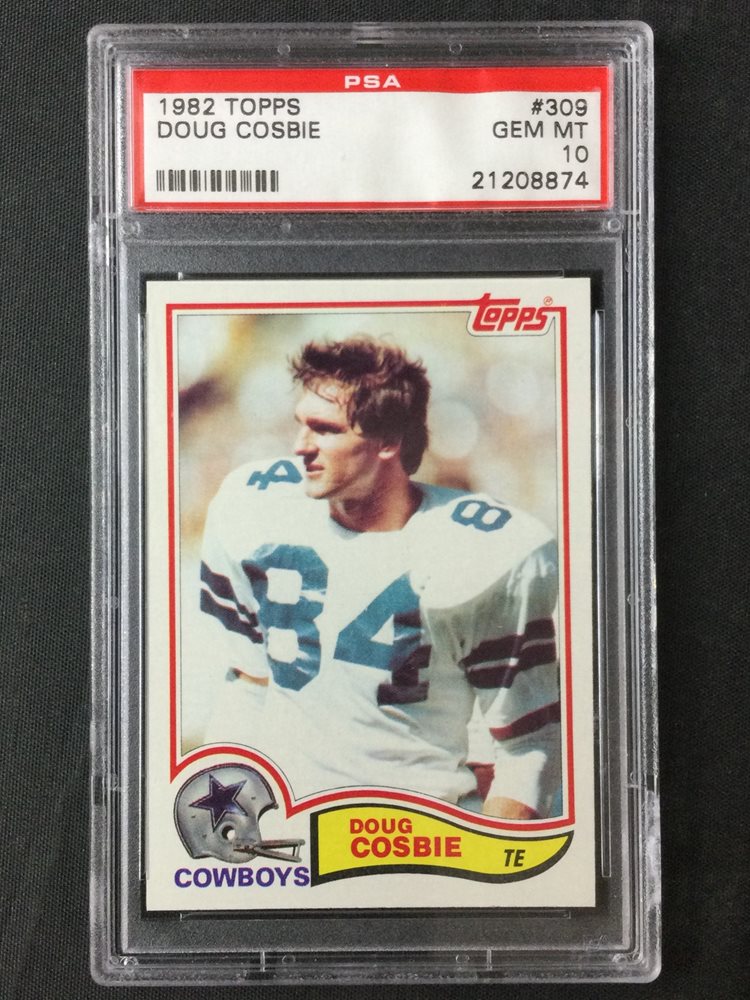 PSA
1982 TOPPS #309
DOUG COSBIE GEM MT
10
21208874
TOPPS®
84
84
84
DOUG
COSBIE
TE
COWBOYS